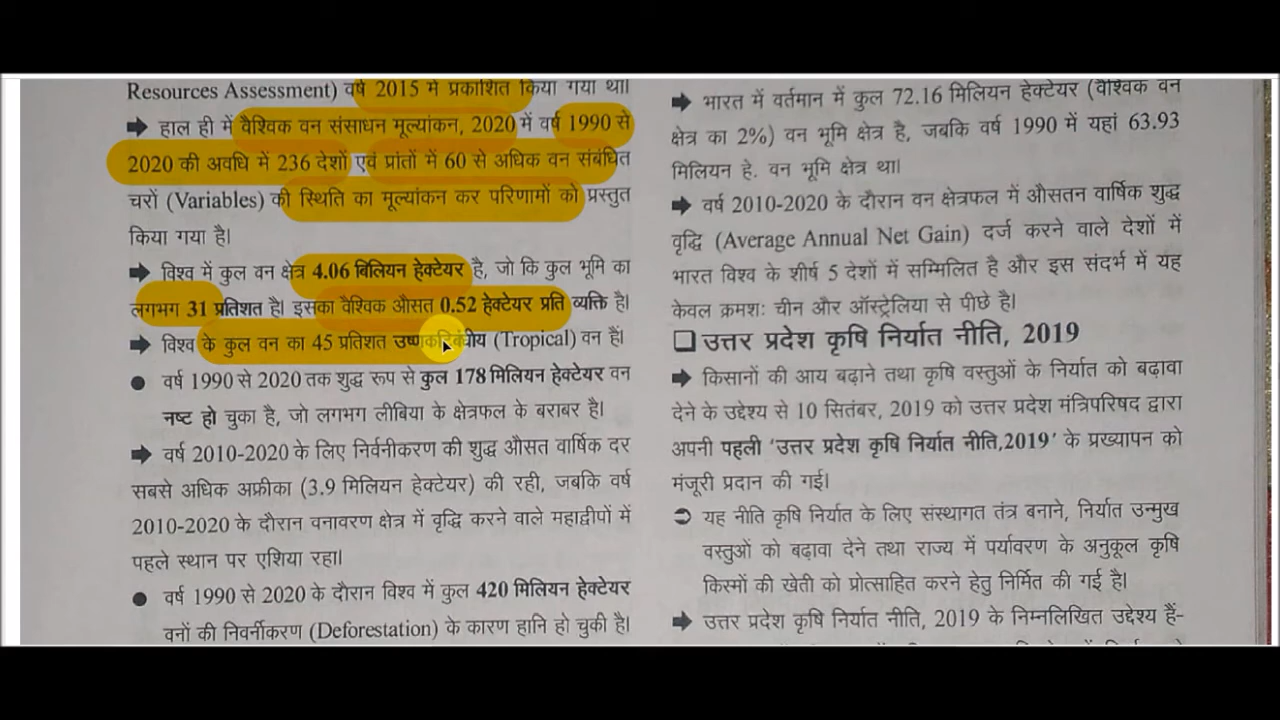 Resources Assessment) वर्ष 2015 में प्रकाशित किया गया था।
➡ हाल ही में वैश्विक वन संसाधन मूल्यांकन, 2020 में वर्ष 1990 से
2020 की अवधि में 236 देशों एवं प्रांतों में 60 से अधिक वन संबंधित
चरों (Variables) की स्थिति का मूल्यांकन कर परिणामों को प्रस्तुत
किया गया है।
➡ विश्व में कुल वन क्षेत्र 4.06 बिलियन हेक्टेयर है, जो कि कुल भूमि का
लगभग 31 प्रतिशत है। इसका वैश्विक औसत 0.52 हेक्टेयर प्रति व्यक्ति है।
➡ विश्व के कुल वन का 45 प्रतिशत उष्णकटिबंधीय (Tropical) वन हैं।
● वर्ष 1990 से 2020 तक शुद्ध रूप से कुल 178 मिलियन हेक्टेयर वन
नष्ट हो चुका है, जो लगभग लीबिया के क्षेत्रफल के बराबर है।
➡ वर्ष 2010-2020 के लिए निर्वनीकरण की शुद्ध औसत वार्षिक दर
सबसे अधिक अफ्रीका (3.9 मिलियन हेक्टेयर) की रही, जबकि वर्ष
2010-2020 के दौरान वनावरण क्षेत्र में वृद्धि करने वाले महाद्वीपों में
पहले स्थान पर एशिया रहा।
● वर्ष 1990 से 2020 के दौरान विश्व में कुल 420 मिलियन हेक्टेयर
वनों की निवर्नीकरण (Deforestation) के कारण हानि हो चुकी है।
➡ भारत में वर्तमान में कुल 72.16 मिलियन हेक्टेयर (वैश्विक वन
क्षेत्र का 2%) वन भूमि क्षेत्र है, जबकि वर्ष 1990 में यहां 63.93
मिलियन हे. वन भूमि क्षेत्र था।
➡ वर्ष 2010-2020 के दौरान वन क्षेत्रफल में औसतन वार्षिक शुद्ध
वृद्धि (Average Annual Net Gain) दर्ज करने वाले देशों में
भारत विश्व के शीर्ष 5 देशों में सम्मिलित है और इस संदर्भ में यह
केवल क्रमशः चीन और ऑस्ट्रेलिया से पीछे है।
❑ उत्तर प्रदेश कृषि निर्यात नीति, 2019
➡ किसानों की आय बढ़ाने तथा कृषि वस्तुओं के निर्यात को बढ़ावा
देने के उद्देश्य से 10 सितंबर, 2019 को उत्तर प्रदेश मंत्रिपरिषद द्वारा
अपनी पहली 'उत्तर प्रदेश कृषि निर्यात नीति,2019' के प्रख्यापन को
मंजूरी प्रदान की गई।
➲ यह नीति कृषि निर्यात के लिए संस्थागत तंत्र बनाने, निर्यात उन्मुख
वस्तुओं को बढ़ावा देने तथा राज्य में पर्यावरण के अनुकूल कृषि
किस्मों की खेती को प्रोत्साहित करने हेतु निर्मित की गई है।
➡ उत्तर प्रदेश कृषि निर्यात नीति, 2019 के निम्नलिखित उद्देश्य हैं-